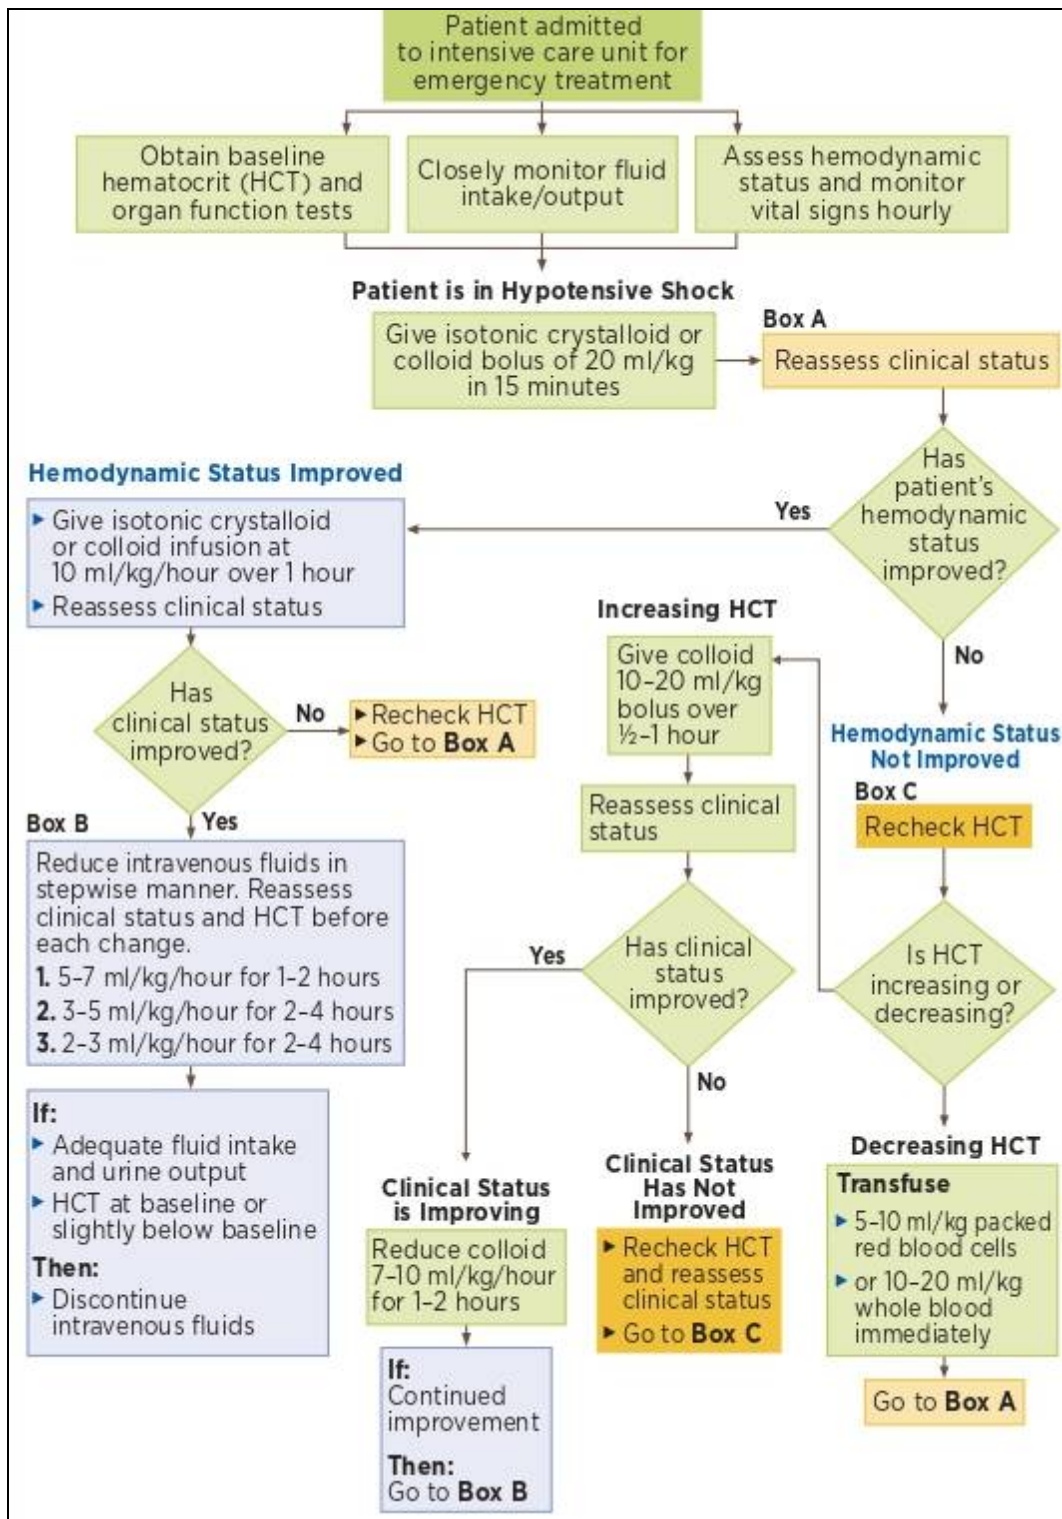 Patient admitted
to intensive care unit for
emergency treatment
Obtain baseline
hematocrit (HCT) and
organ function tests
Closely monitor fluid
intake/output
Assess hemodynamic
status and monitor
vital signs hourly
Patient is in Hypotensive Shock
Give isotonic crystalloid or
colloid bolus of 20 ml/kg
in 15 minutes
Box A
Reassess clinical status
Has
patient's
hemodynamic
status
improved?
Yes
No
Hemodynamic Status Improved
▸ Give isotonic crystalloid
or colloid infusion at
10 ml/kg/hour over 1 hour
▸ Reassess clinical status
Has
clinical status
improved?
No
▸ Recheck HCT
▸ Go to Box A
Yes
Box B
Reduce intravenous fluids in
stepwise manner. Reassess
clinical status and HCT before
each change.
1. 5–7 ml/kg/hour for 1–2 hours
2. 3–5 ml/kg/hour for 2–4 hours
3. 2–3 ml/kg/hour for 2–4 hours
If:
▸ Adequate fluid intake
and urine output
▸ HCT at baseline or
slightly below baseline
Then:
▸ Discontinue
intravenous fluids
Hemodynamic Status
Not Improved
Box C
Recheck HCT
Is HCT
increasing or
decreasing?
Increasing HCT
Give colloid
10–20 ml/kg
bolus over
½–1 hour
Reassess clinical
status
Has clinical
status
improved?
Yes
No
Clinical Status
is Improving
Reduce colloid
7–10 ml/kg/hour
for 1–2 hours
If:
Continued
improvement
Then:
Go to Box B
Clinical Status
Has Not
Improved
▸ Recheck HCT
and reassess
clinical status
▸ Go to Box C
Decreasing HCT
Transfuse
▸ 5–10 ml/kg packed
red blood cells
▸ or 10–20 ml/kg
whole blood
immediately
Go to Box A